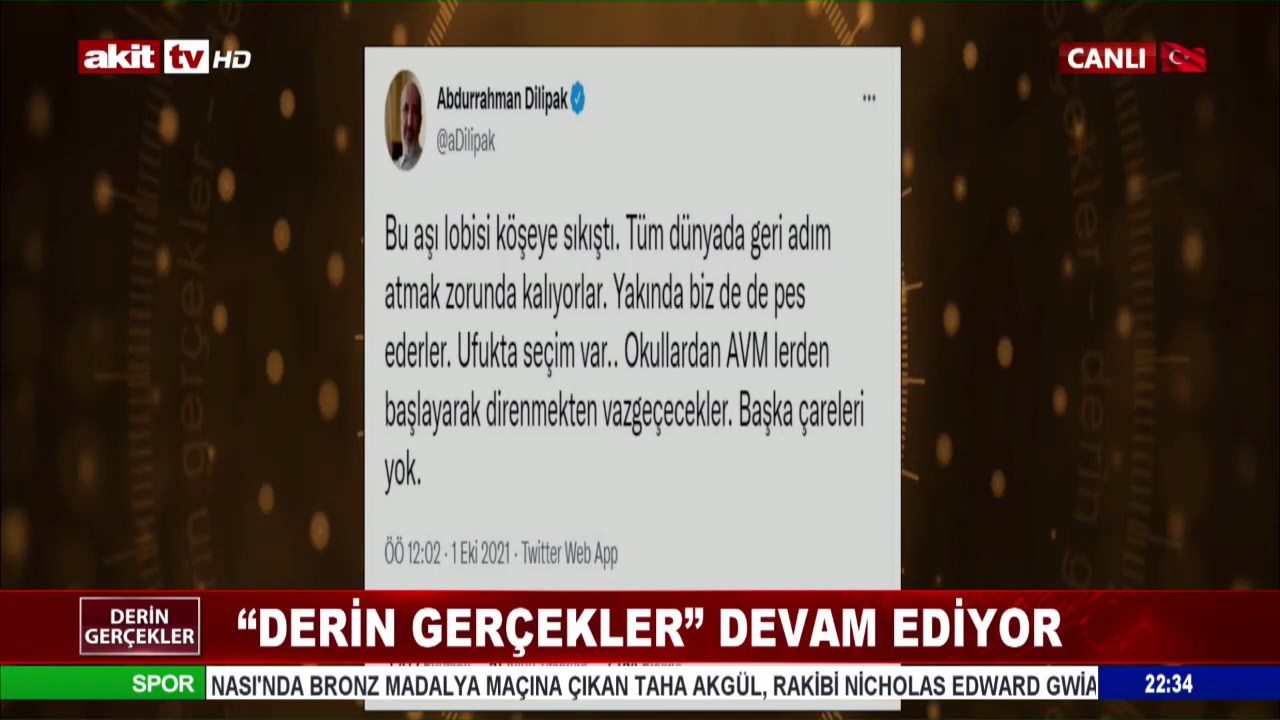 akit tv HD
CANLI
Abdurrahman Dilipak
@aDilipak
Bu aşı lobisi köşeye sıkıştı. Tüm dünyada geri adım
atmak zorunda kalıyorlar. Yakında biz de de pes
ederler. Ufukta seçim var.. Okullardan AVM lerden
başlayarak direnmekten vazgeçecekler. Başka çareleri
yok.
ÖÖ 12:02 · 1 Eki 2021 · Twitter Web App
DERİN
GERÇEKLER
“DERİN GERÇEKLER” DEVAM EDİYOR
SPOR
NASI'NDA BRONZ MADALYA MAÇINA ÇIKAN TAHA AKGÜL, RAKİBİ NICHOLAS EDWARD GWIA
22:34
derin gerçekler